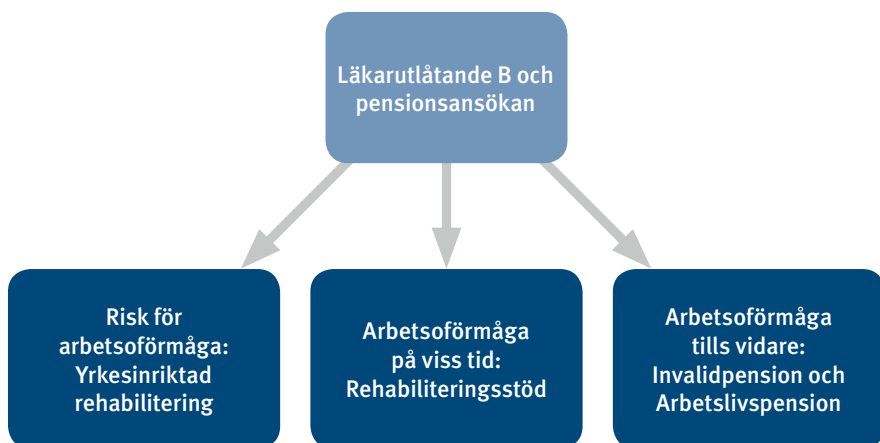 Läkarutlåtande B och
pensionsansökan
Risk för
arbetsoförmåga:
Yrkesinriktad
rehabilitering
Arbetsoförmåga
på viss tid:
Rehabiliteringsstöd
Arbetsoförmåga
tills vidare:
Invalidpension och
Arbetslivspension